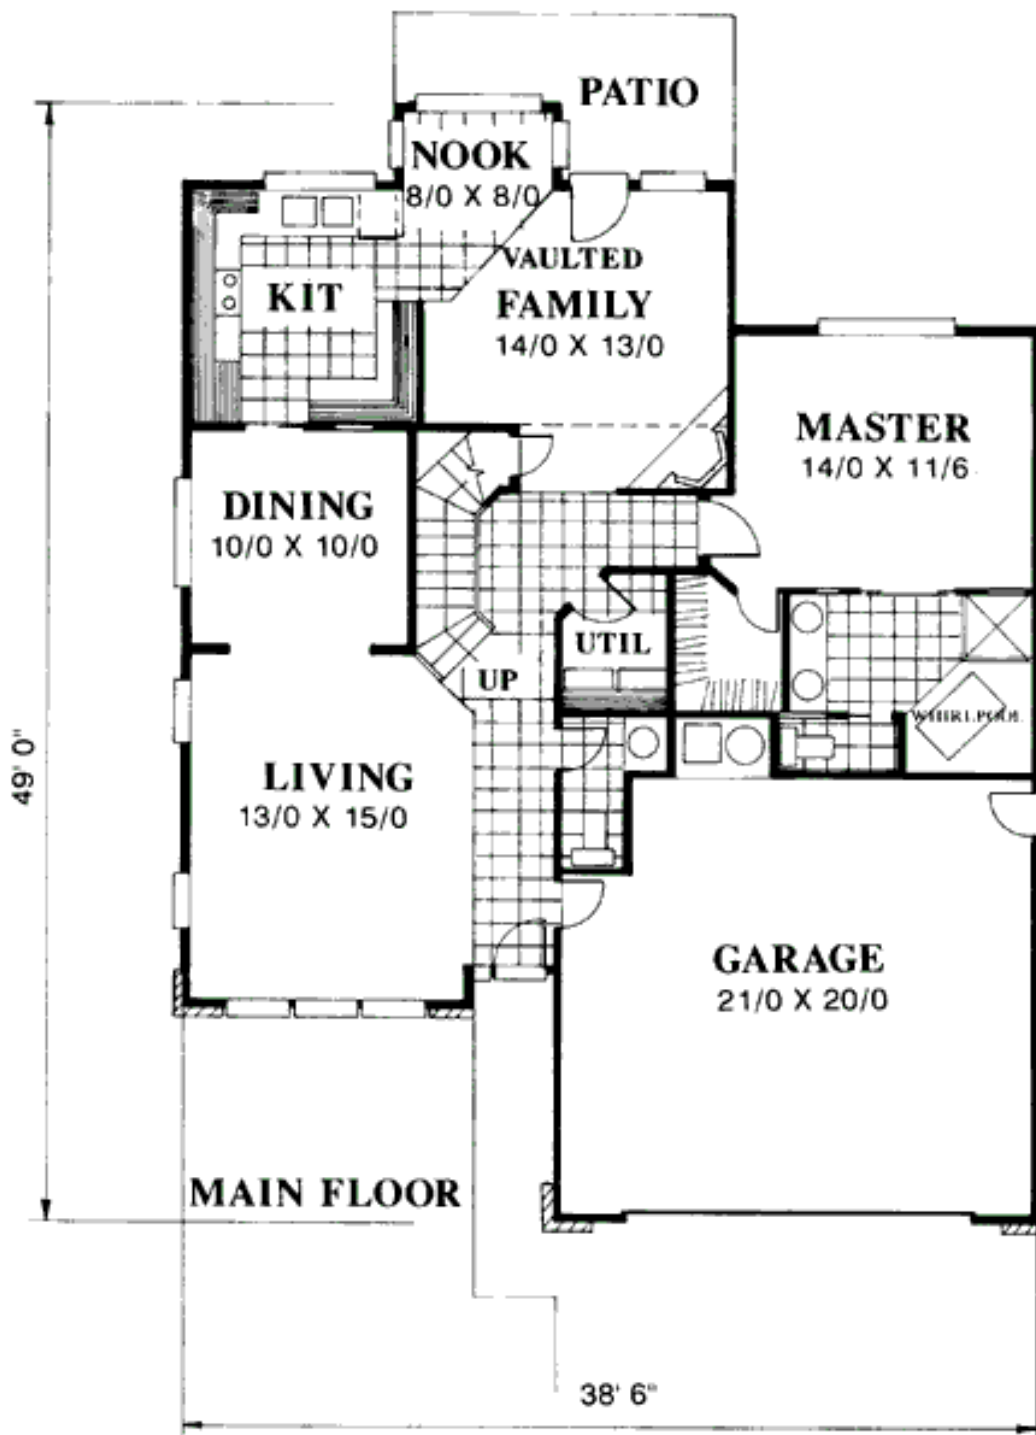 PATIO
NOOK
8/0 X 8/0
VAULTED
FAMILY
14/0 X 13/0
KIT
MASTER
14/0 X 11/6
DINING
10/0 X 10/0
UTIL
UP
WHIRLPOOL
LIVING
13/0 X 15/0
49' 0"
GARAGE
21/0 X 20/0
MAIN FLOOR
38' 6"